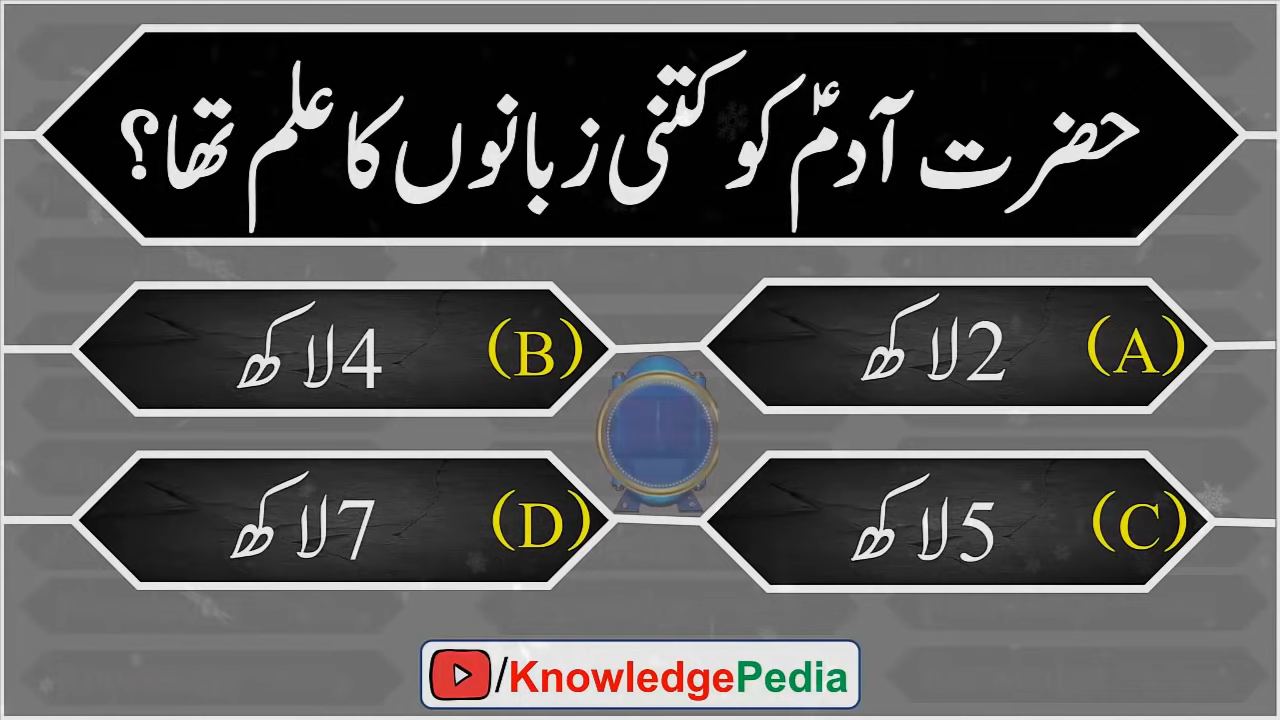 حضرت آدمؑ کو کتنی زبانوں کا علم تھا؟
(A) 2لاکھ
(B) 4لاکھ
(C) 5لاکھ
(D) 7لاکھ
/KnowledgePedia